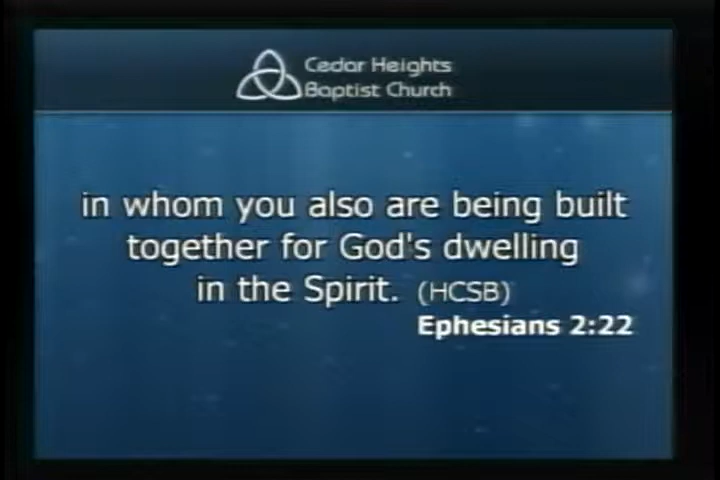 Cedar Heights
Baptist Church
in whom you also are being built
together for God's dwelling
in the Spirit. (HCSB)
Ephesians 2:22